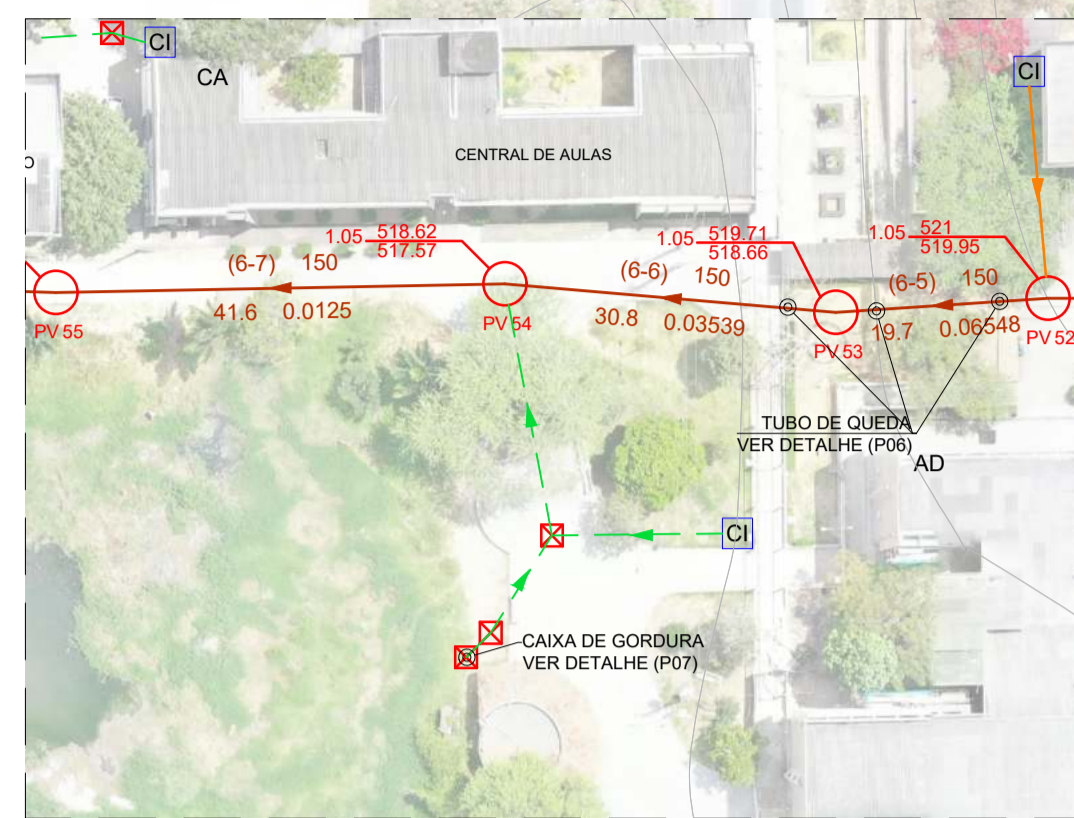 CI
CA
CI
CENTRAL DE AULAS
1.05 518.62
517.57
1.05 519.71
518.66
1.05 521
519.95
(6-7) 150
(6-6) 150
(6-5) 150
41.6 0.0125
30.8 0.03539
19.7 0.06548
PV 55
PV 54
PV 53
PV 52
TUBO DE QUEDA
VER DETALHE (P06)
AD
CI
CAIXA DE GORDURA
VER DETALHE (P07)